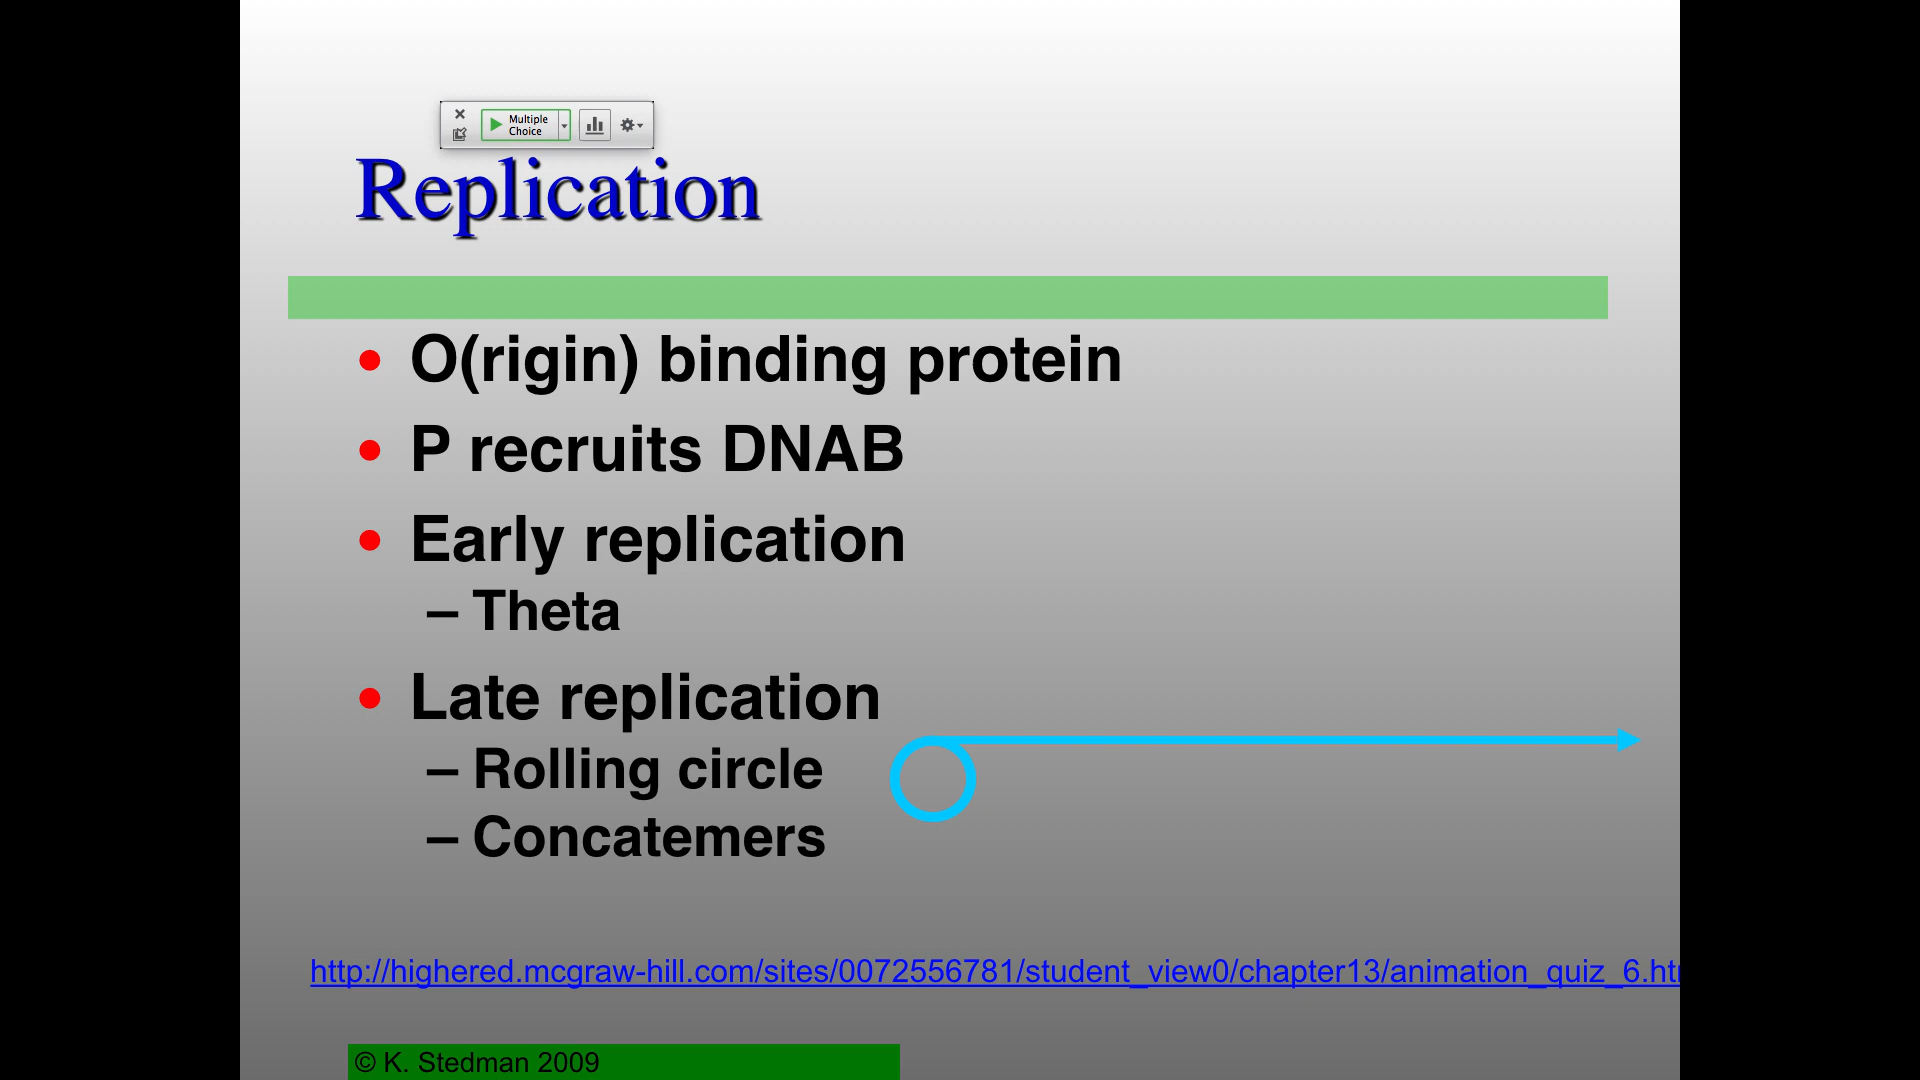 Multiple
Choice
Replication
• O(rigin) binding protein
• P recruits DNAB
• Early replication
– Theta
• Late replication
– Rolling circle
– Concatemers
http://highered.mcgraw-hill.com/sites/0072556781/student_view0/chapter13/animation_quiz_6.htm
© K. Stedman 2009